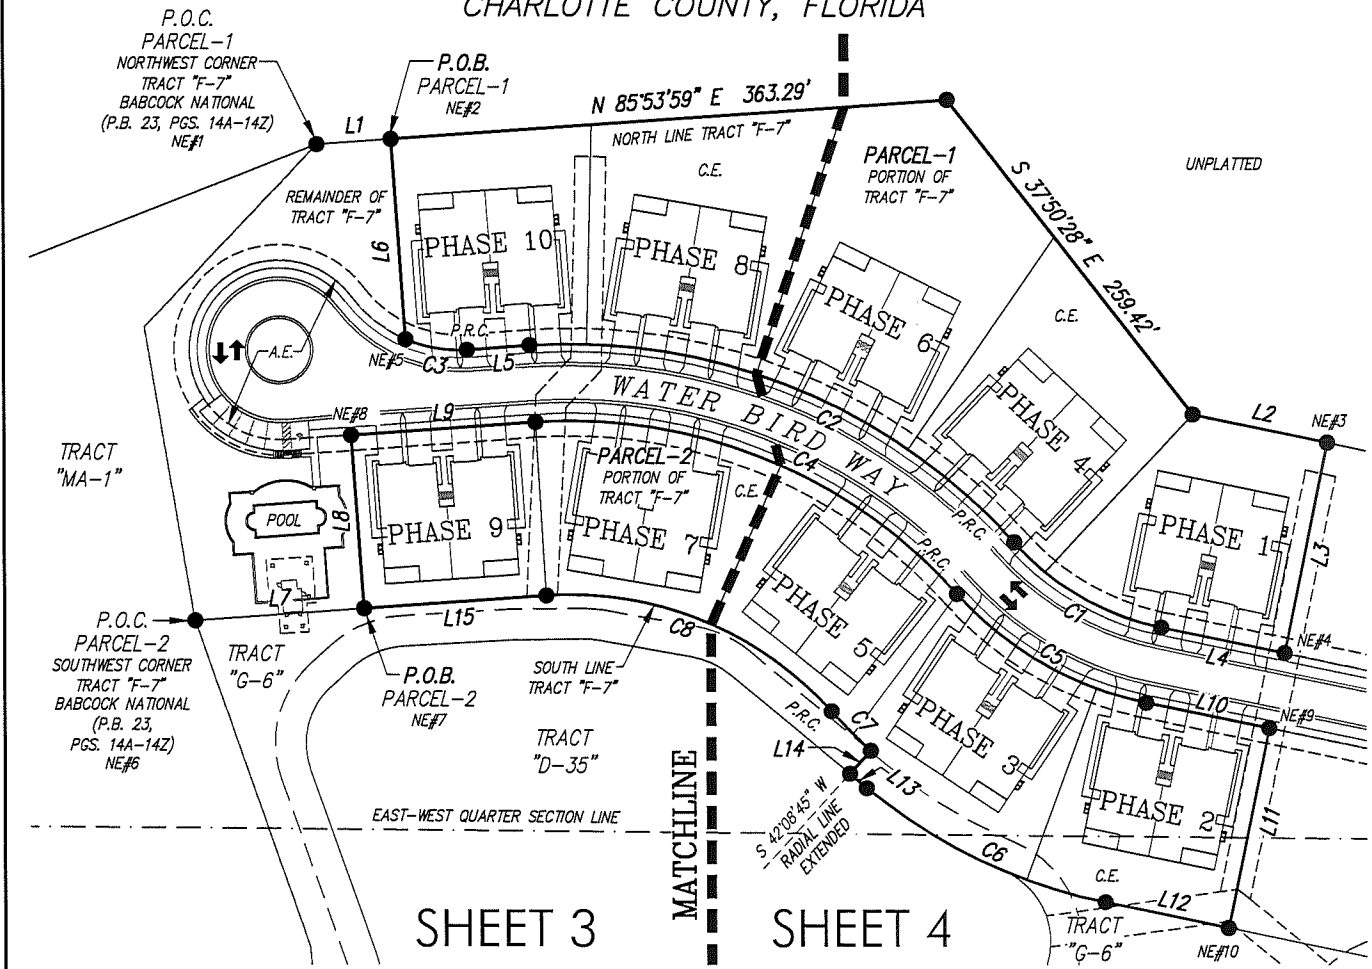 CHARLOTTE COUNTY, FLORIDA
P.O.C.
PARCEL-1
NORTHWEST CORNER
TRACT "F-7"
BABCOCK NATIONAL
(P.B. 23, PGS. 14A-14Z)
NE#1
L1
P.O.B.
PARCEL-1
NE#2
N 85°53'59" E 363.29'
NORTH LINE TRACT "F-7"
C.E.
PARCEL-1
PORTION OF
TRACT "F-7"
UNPLATTED
S 37°50'28" E 259.42'
C.E.
REMAINDER OF
TRACT "F-7"
L6
PHASE 10
PHASE 8
PHASE 6
PHASE 4
PHASE 1
L2
NE#3
L3
A.E.
NE#5
C3
P.R.C.
L5
WATER BIRD WAY
C2
P.R.C.
C1
L4
NE#4
NE#8
L9
C4
P.R.C.
C5
L10
NE#9
TRACT
"MA-1"
POOL
L8
PHASE 9
PARCEL-2
PORTION OF
TRACT "F-7"
C.E.
PHASE 7
PHASE 5
PHASE 3
PHASE 2
L11
L7
L15
C8
P.O.C.
PARCEL-2
SOUTHWEST CORNER
TRACT "F-7"
BABCOCK NATIONAL
(P.B. 23,
PGS. 14A-14Z)
NE#6
TRACT
"G-6"
P.O.B.
PARCEL-2
NE#7
SOUTH LINE
TRACT "F-7"
TRACT
"D-35"
P.R.C.
C7
L14
L13
S 42°08'45" W
RADIAL LINE
EXTENDED
C6
C.E.
L12
EAST-WEST QUARTER SECTION LINE
MATCHLINE
SHEET 3
SHEET 4
TRACT
"G-6"
NE#10